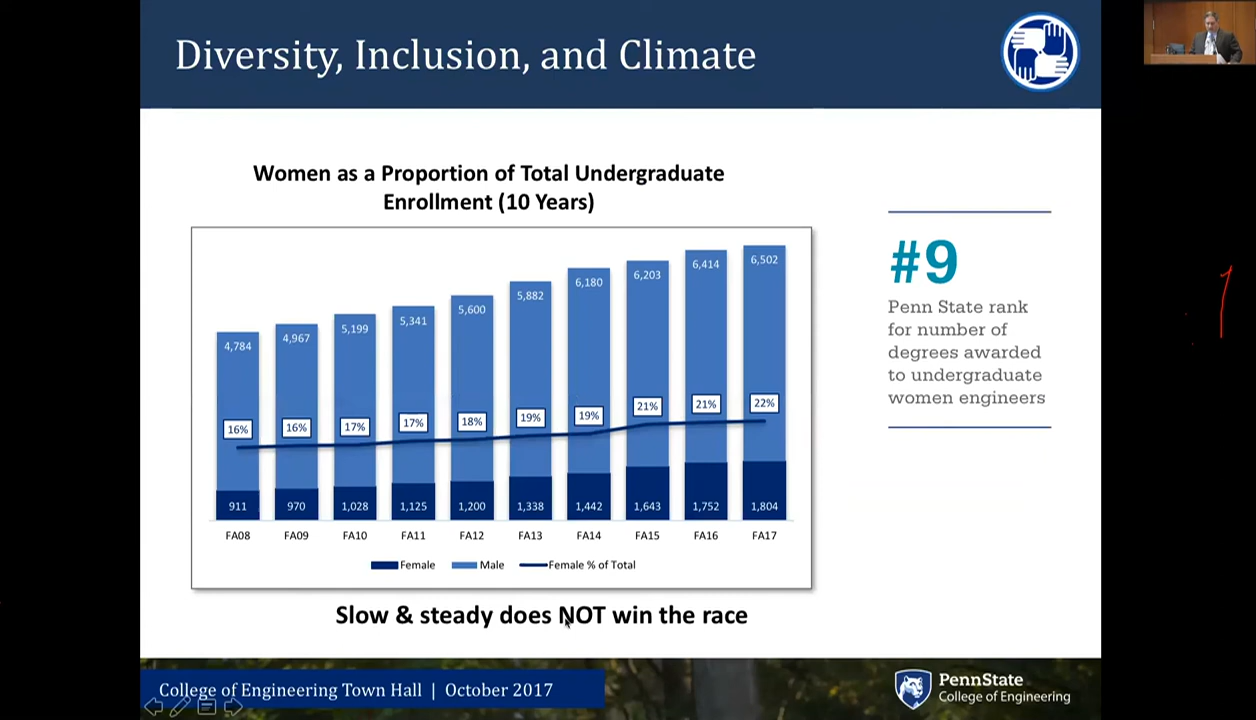 Diversity, Inclusion, and Climate
Women as a Proportion of Total Undergraduate
Enrollment (10 Years)
4,784 4,967 5,199 5,341 5,600 5,882 6,180 6,203 6,414 6,502
16% 16% 17% 17% 18% 19% 19% 21% 21% 22%
911 970 1,028 1,125 1,200 1,338 1,442 1,643 1,752 1,804
FA08 FA09 FA10 FA11 FA12 FA13 FA14 FA15 FA16 FA17
Female Male Female % of Total
Slow & steady does NOT win the race
#9
Penn State rank
for number of
degrees awarded
to undergraduate
women engineers
College of Engineering Town Hall | October 2017
PennState
College of Engineering